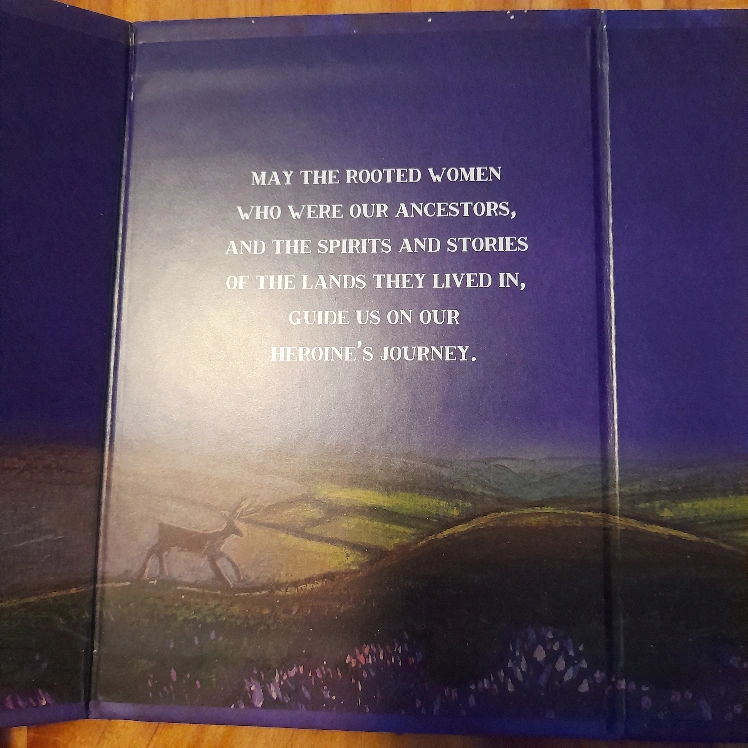 MAY THE ROOTED WOMEN
WHO WERE OUR ANCESTORS,
AND THE SPIRITS AND STORIES
OF THE LANDS THEY LIVED IN,
GUIDE US ON OUR
HEROINE'S JOURNEY.